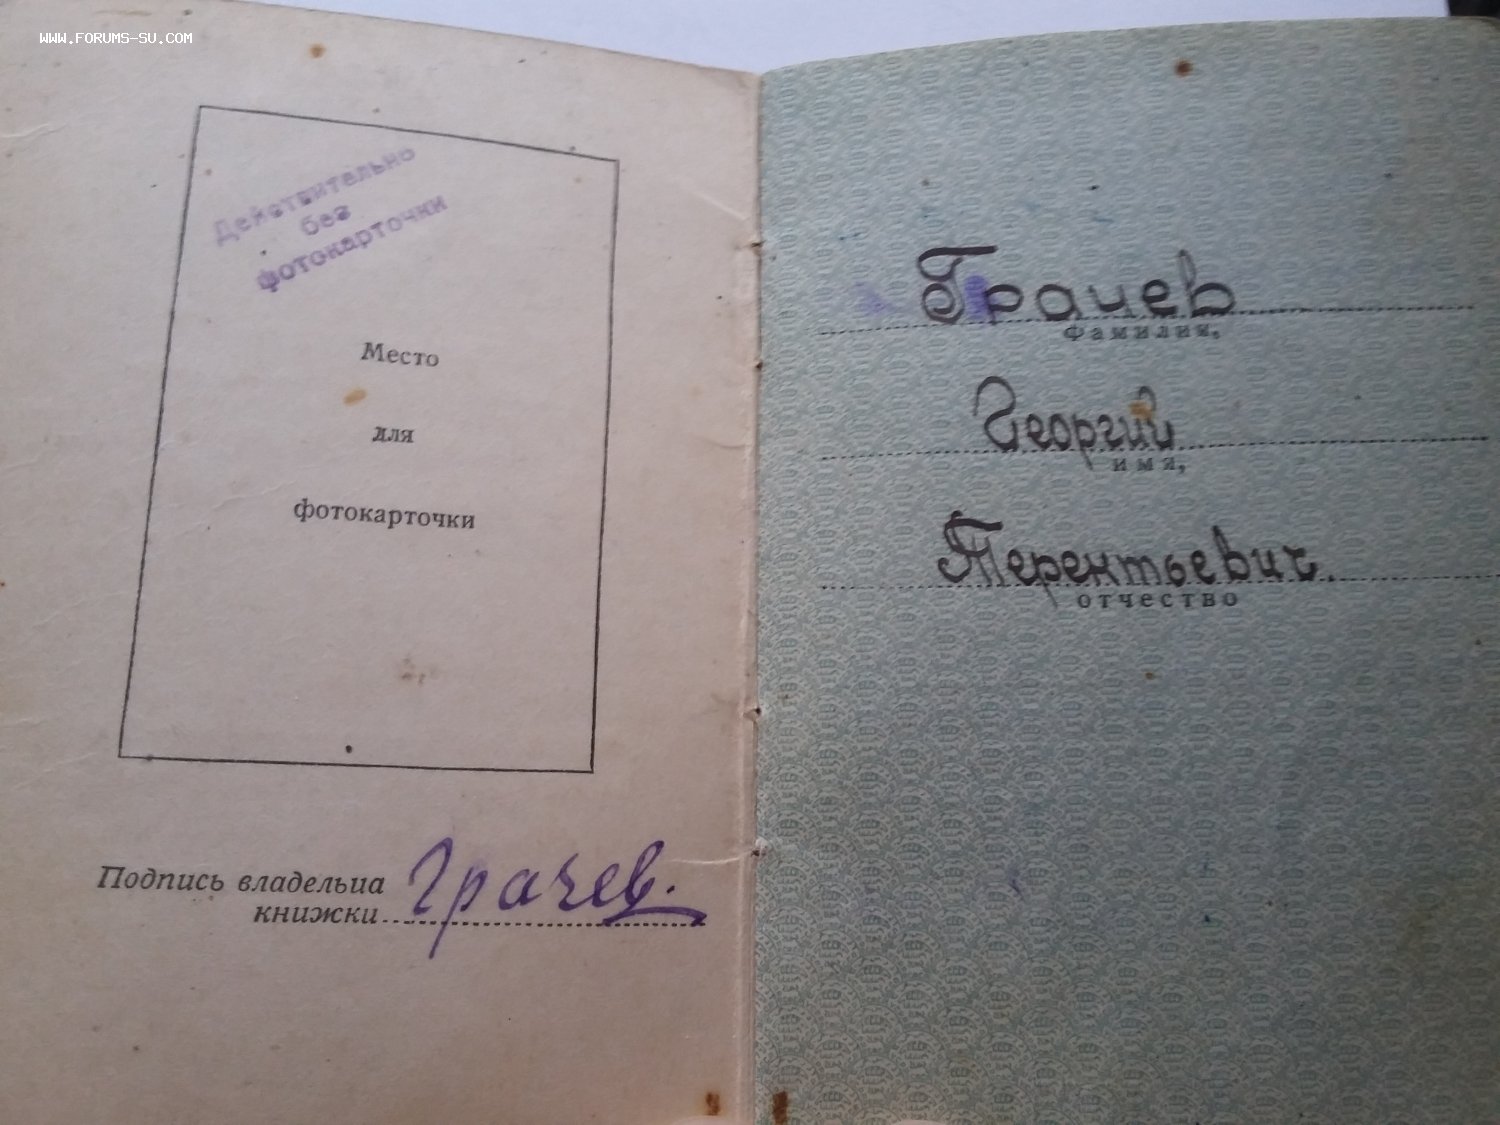 WWW.FORUMS-SU.COM
Действительно
без
фотокарточки
Место
для
фотокарточки
Подпись владельца
книжки Грачев.
Грачев
фамилия,
Георгий
имя,
Терентьевич.
отчество